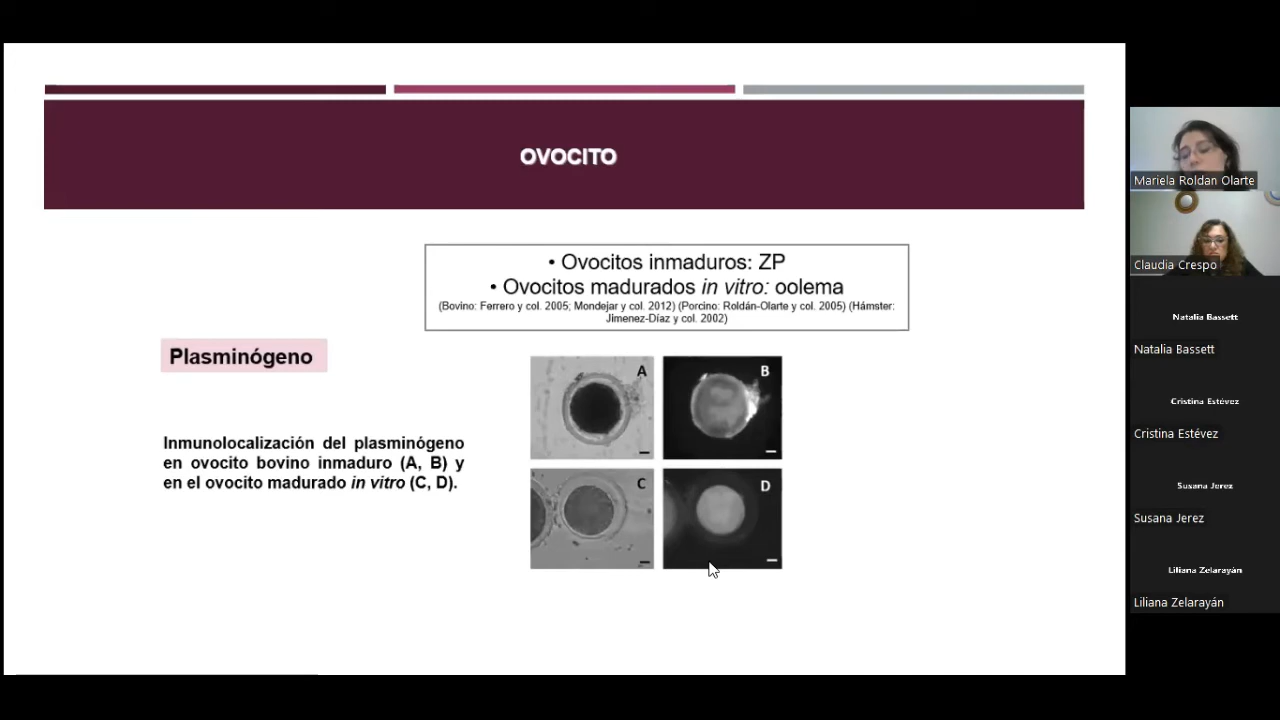 OVOCITO
• Ovocitos inmaduros: ZP
• Ovocitos madurados in vitro: oolema
(Bovino: Ferrero y col. 2005; Mondejar y col. 2012) (Porcino: Roldán-Olarte y col. 2005) (Hámster:
Jimenez-Díaz y col. 2002)
Plasminógeno
Inmunolocalización del plasminógeno
en ovocito bovino inmaduro (A, B) y
en el ovocito madurado in vitro (C, D).
A
B
C
D
Mariela Roldan Olarte
Claudia Crespo
Natalia Bassett
Natalia Bassett
Cristina Estévez
Cristina Estévez
Susana Jerez
Susana Jerez
Liliana Zelarayán
Liliana Zelarayán